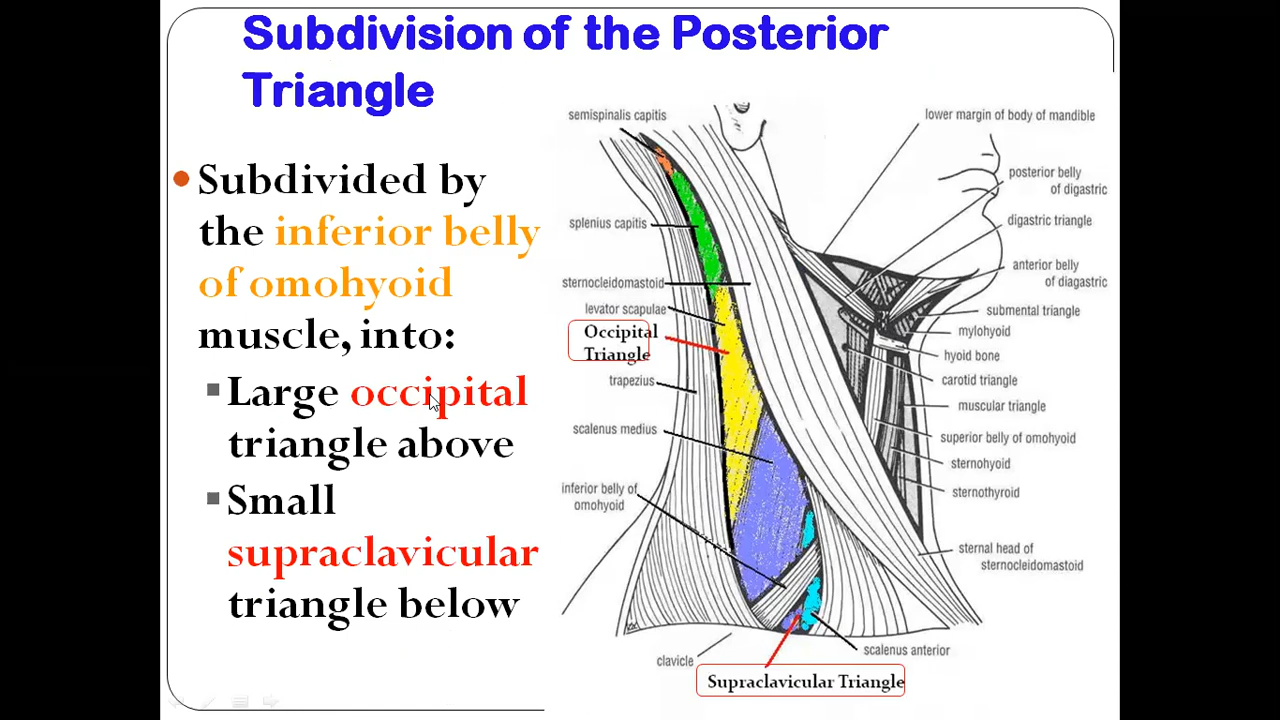 Subdivision of the Posterior
Triangle
Subdivided by
the inferior belly
of omohyoid
muscle, into:
Large occipital
triangle above
Small
supraclavicular
triangle below
semispinalis capitis
splenius capitis
sternocleidomastoid
levator scapulae
Occipital
Triangle
trapezius
scalenus medius
inferior belly of
omohyoid
clavicle
lower margin of body of mandible
posterior belly
of digastric
digastric triangle
anterior belly
of digastric
submental triangle
mylohyoid
hyoid bone
carotid triangle
muscular triangle
superior belly of omohyoid
sternohyoid
sternothyroid
sternal head of
sternocleidomastoid
scalenus anterior
Supraclavicular Triangle